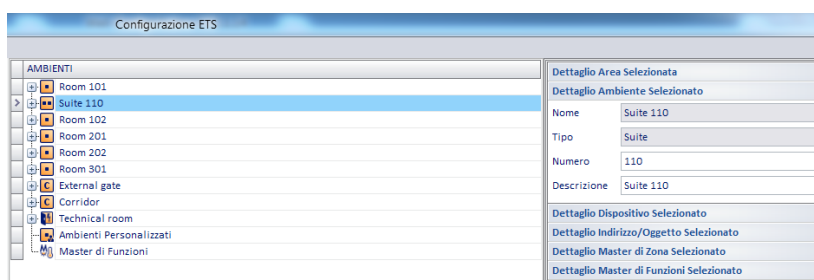 Configurazione ETS
AMBIENTI
Room 101
Suite 110
Room 102
Room 201
Room 202
Room 301
C External gate
C Corridor
Technical room
Ambienti Personalizzati
Master di Funzioni
Dettaglio Area Selezionata
Dettaglio Ambiente Selezionato
Nome Suite 110
Tipo Suite
Numero 110
Descrizione Suite 110
Dettaglio Dispositivo Selezionato
Dettaglio Indirizzo/Oggetto Selezionato
Dettaglio Master di Zona Selezionato
Dettaglio Master di Funzioni Selezionato